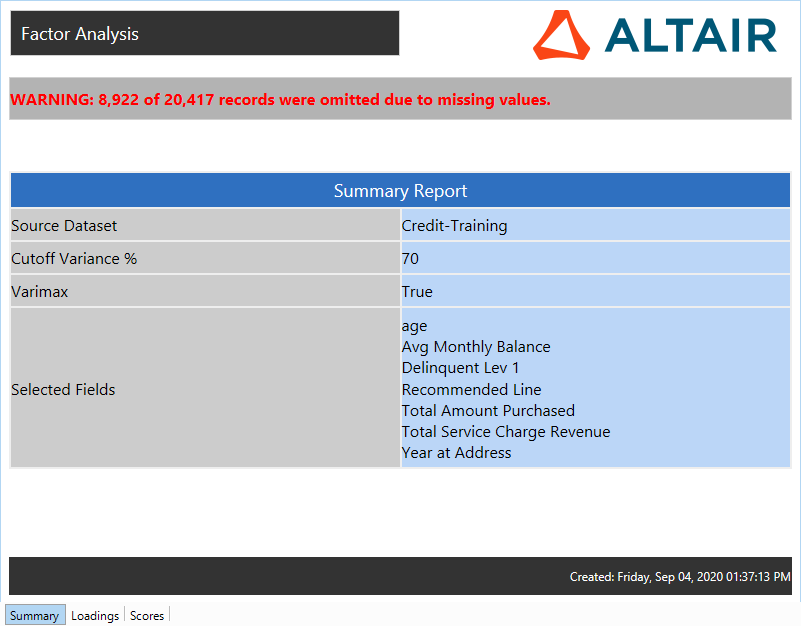 Factor Analysis
ALTAIR
WARNING: 8,922 of 20,417 records were omitted due to missing values.
Summary Report
Source Dataset Credit-Training
Cutoff Variance % 70
Varimax True
Selected Fields
age
Avg Monthly Balance
Delinquent Lev 1
Recommended Line
Total Amount Purchased
Total Service Charge Revenue
Year at Address
Created: Friday, Sep 04, 2020 01:37:13 PM
Summary Loadings Scores